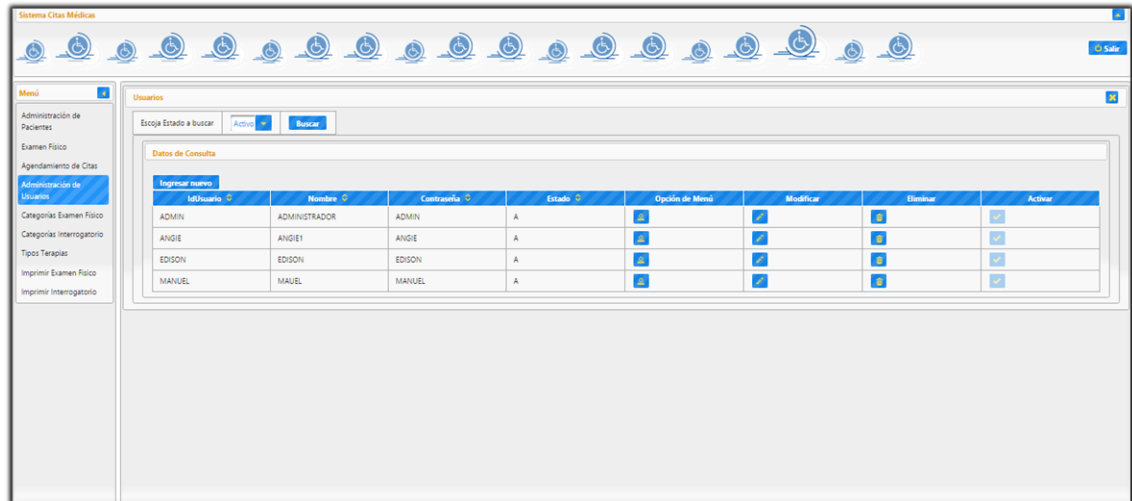 Sistema Citas Médicas
Salir
Menú
Administración de
Pacientes
Examen Físico
Agendamiento de Citas
Administración de
Usuarios
Categorías Examen Físico
Categorías Interrogatorio
Tipos Terapias
Imprimir Examen Físico
Imprimir Interrogatorio
Usuarios
Escoja Estado a buscar Activo Buscar
Datos de Consulta
Ingresar nuevo
IdUsuario Nombre Contraseña Estado Opción de Menú Modificar Eliminar Activar
ADMIN ADMINISTRADOR ADMIN A
ANGIE ANGIE1 ANGIE A
EDISON EDISON EDISON A
MANUEL MAUEL MANUEL A